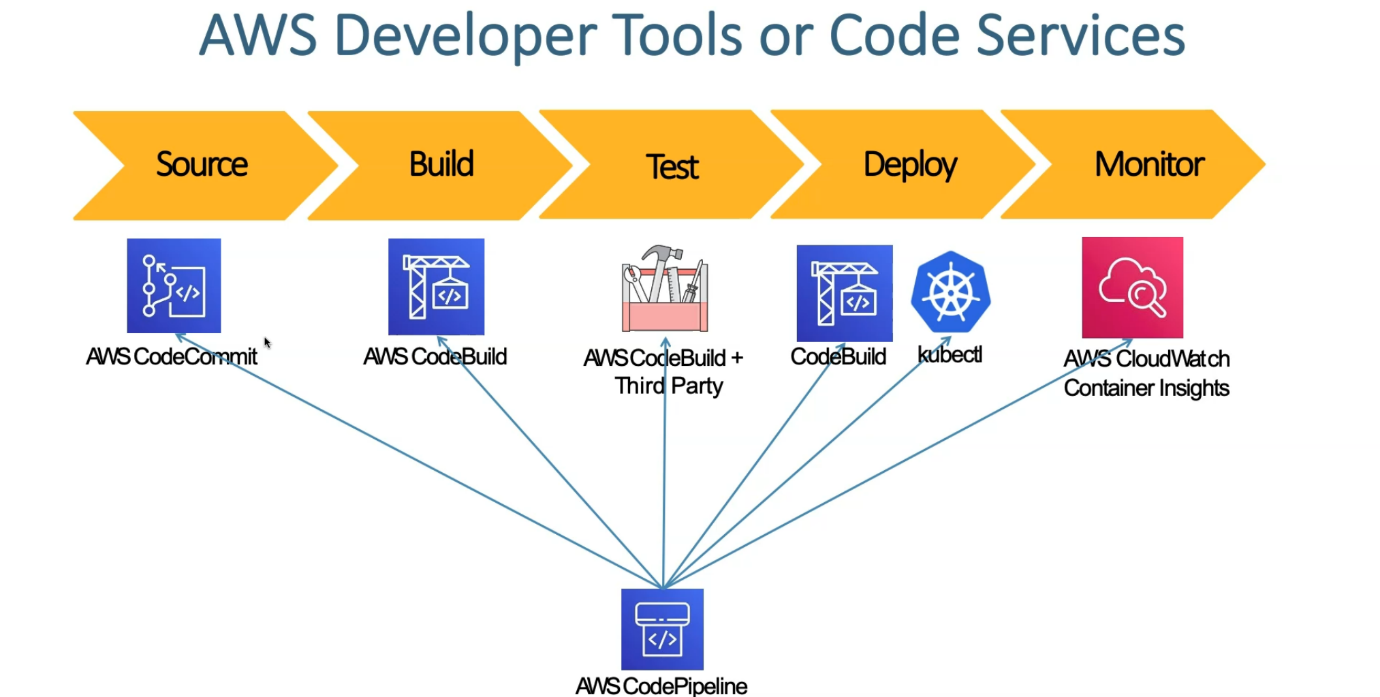 AWS Developer Tools or Code Services
Source
Build
Test
Deploy
Monitor
</>
</>
</>
</>
AWS CodeCommit
AWS CodeBuild
AWS CodeBuild +
Third Party
CodeBuild
kubectl
AWS CloudWatch
Container Insights
AWS CodePipeline